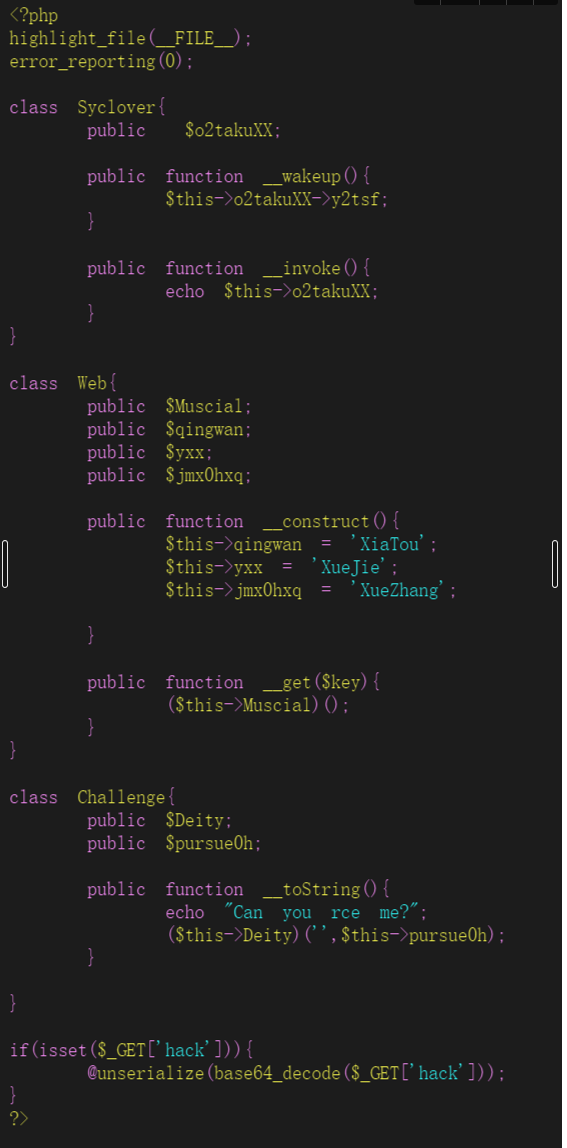 <?php
highlight_file(__FILE__);
error_reporting(0);
class Syclover{
public $o2takuXX;
public function __wakeup(){
$this->o2takuXX->y2tsf;
}
public function __invoke(){
echo $this->o2takuXX;
}
}
class Web{
public $Muscial;
public $qingwan;
public $yxx;
public $jmx0hxq;
public function __construct(){
$this->qingwan = 'XiaTou';
$this->yxx = 'XueJie';
$this->jmx0hxq = 'XueZhang';
}
public function __get($key){
($this->Muscial)();
}
}
class Challenge{
public $Deity;
public $pursue0h;
public function __toString(){
echo "Can you rce me?";
($this->Deity)('',$this->pursue0h);
}
}
if(isset($_GET['hack'])){
@unserialize(base64_decode($_GET['hack']));
}
?>